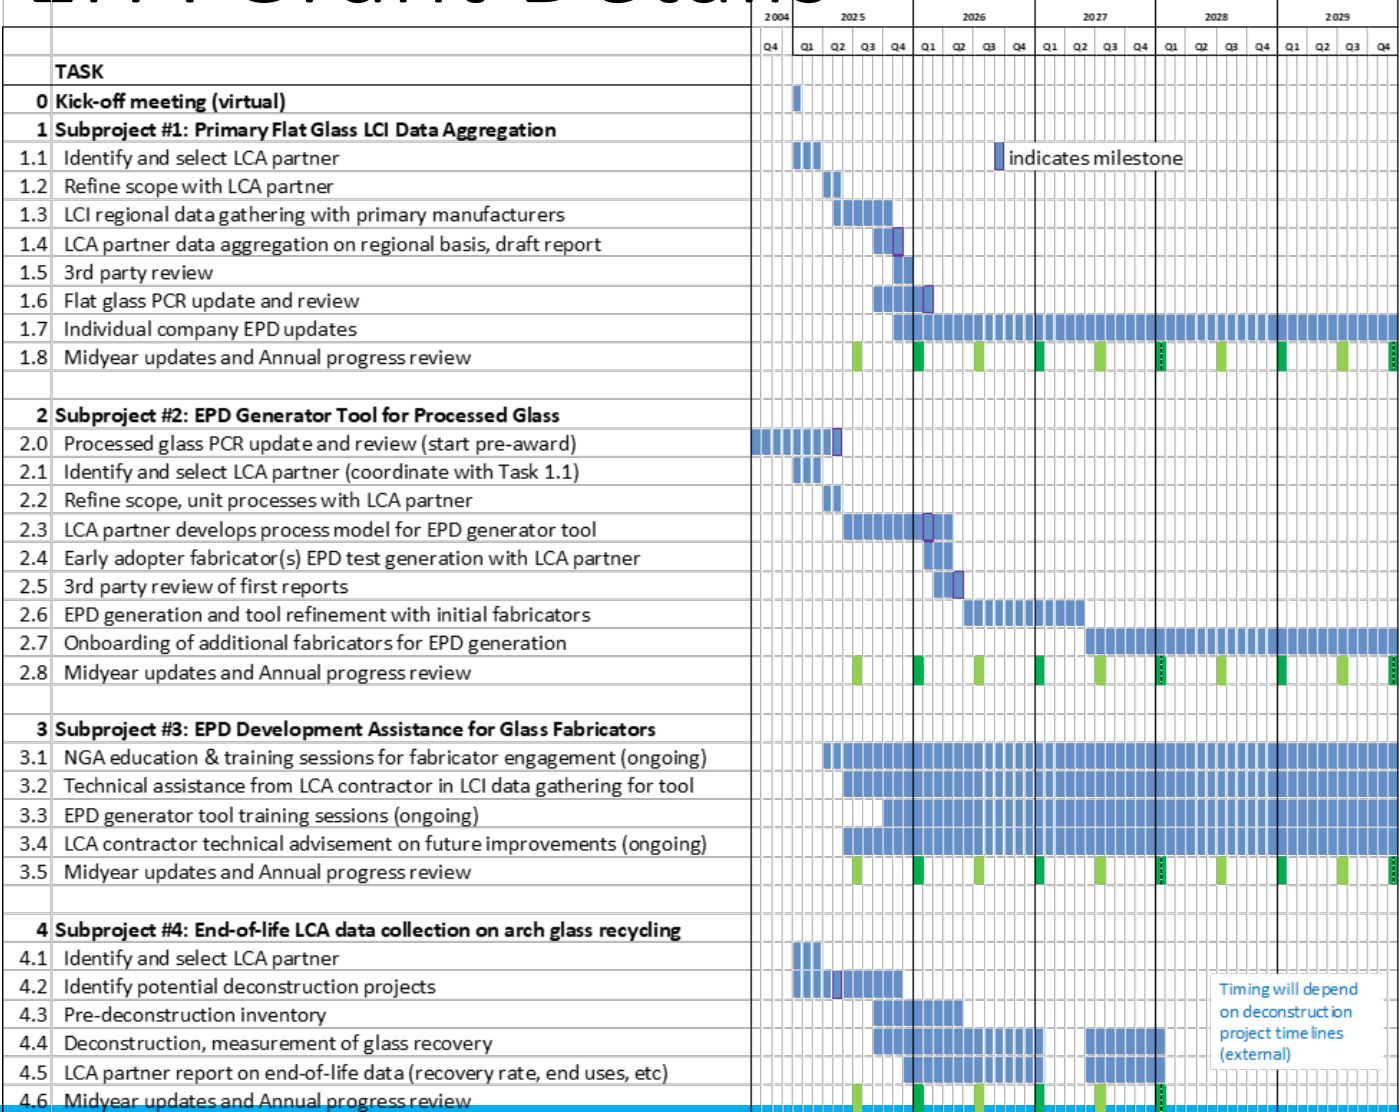 EPA Grant Details
2004 2025 2026 2027 2028 2029
Q4 Q1 Q2 Q3 Q4 Q1 Q2 Q3 Q4 Q1 Q2 Q3 Q4 Q1 Q2 Q3 Q4 Q1 Q2 Q3 Q4
TASK
0 Kick-off meeting (virtual)
1 Subproject #1: Primary Flat Glass LCI Data Aggregation
1.1 Identify and select LCA partner
indicates milestone
1.2 Refine scope with LCA partner
1.3 LCI regional data gathering with primary manufacturers
1.4 LCA partner data aggregation on regional basis, draft report
1.5 3rd party review
1.6 Flat glass PCR update and review
1.7 Individual company EPD updates
1.8 Midyear updates and Annual progress review
2 Subproject #2: EPD Generator Tool for Processed Glass
2.0 Processed glass PCR update and review (start pre-award)
2.1 Identify and select LCA partner (coordinate with Task 1.1)
2.2 Refine scope, unit processes with LCA partner
2.3 LCA partner develops process model for EPD generator tool
2.4 Early adopter fabricator(s) EPD test generation with LCA partner
2.5 3rd party review of first reports
2.6 EPD generation and tool refinement with initial fabricators
2.7 Onboarding of additional fabricators for EPD generation
2.8 Midyear updates and Annual progress review
3 Subproject #3: EPD Development Assistance for Glass Fabricators
3.1 NGA education & training sessions for fabricator engagement (ongoing)
3.2 Technical assistance from LCA contractor in LCI data gathering for tool
3.3 EPD generator tool training sessions (ongoing)
3.4 LCA contractor technical advisement on future improvements (ongoing)
3.5 Midyear updates and Annual progress review
4 Subproject #4: End-of-life LCA data collection on arch glass recycling
4.1 Identify and select LCA partner
4.2 Identify potential deconstruction projects
4.3 Pre-deconstruction inventory
4.4 Deconstruction, measurement of glass recovery
4.5 LCA partner report on end-of-life data (recovery rate, end uses, etc)
4.6 Midyear updates and Annual progress review
Timing will depend
on deconstruction
project timelines
(external)